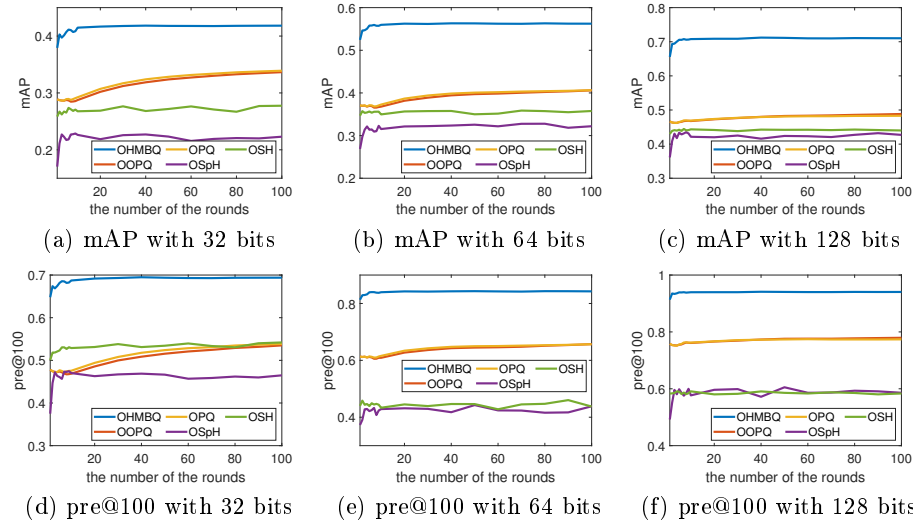 0.4
0.3
0.2
mAP
OHMBQ OPQ OSH
OOPQ OSpH
20 40 60 80 100
the number of the rounds
(a) mAP with 32 bits
0.6
0.5
0.4
0.3
0.2
mAP
OHMBQ OPQ OSH
OOPQ OSpH
20 40 60 80 100
the number of the rounds
(b) mAP with 64 bits
0.8
0.7
0.6
0.5
0.4
0.3
mAP
OHMBQ OPQ OSH
OOPQ OSpH
20 40 60 80 100
the number of the rounds
(c) mAP with 128 bits
0.7
0.6
0.5
0.4
0.3
pre@100
OHMBQ OPQ OSH
OOPQ OSpH
20 40 60 80 100
the number of the rounds
(d) pre@100 with 32 bits
0.8
0.6
0.4
pre@100
OHMBQ OPQ OSH
OOPQ OSpH
20 40 60 80 100
the number of the rounds
(e) pre@100 with 64 bits
1
0.8
0.6
0.4
pre@100
OHMBQ OPQ OSH
OOPQ OSpH
20 40 60 80 100
the number of the rounds
(f) pre@100 with 128 bits